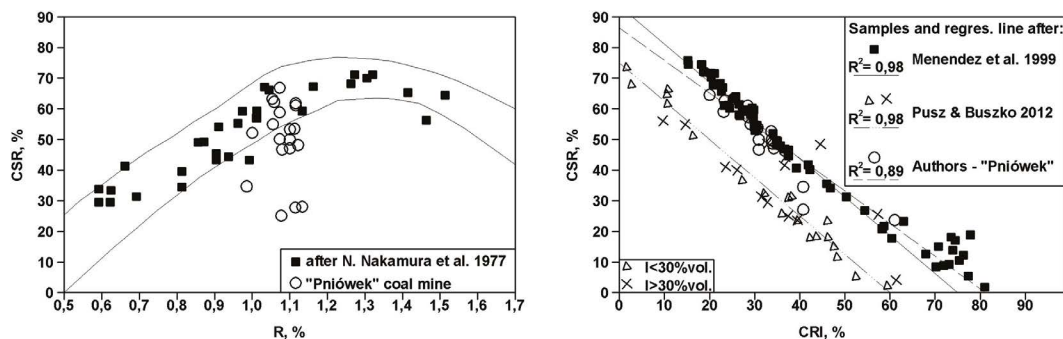 90
80
70
60
50
40
30
20
10
0
CSR, %
0,5 0,6 0,7 0,8 0,9 1,0 1,1 1,2 1,3 1,4 1,5 1,6 1,7
R, %
after N. Nakamura et al. 1977
"Pniówek" coal mine
90
80
70
60
50
40
30
20
10
0
CSR, %
0 10 20 30 40 50 60 70 80 90
CRI, %
Samples and regres. line after:
R²= 0,98 Menendez et al. 1999
R²= 0,98 Pusz & Buszko 2012
R²= 0,89 Authors - "Pniówek"
I<30%vol.
I>30%vol.